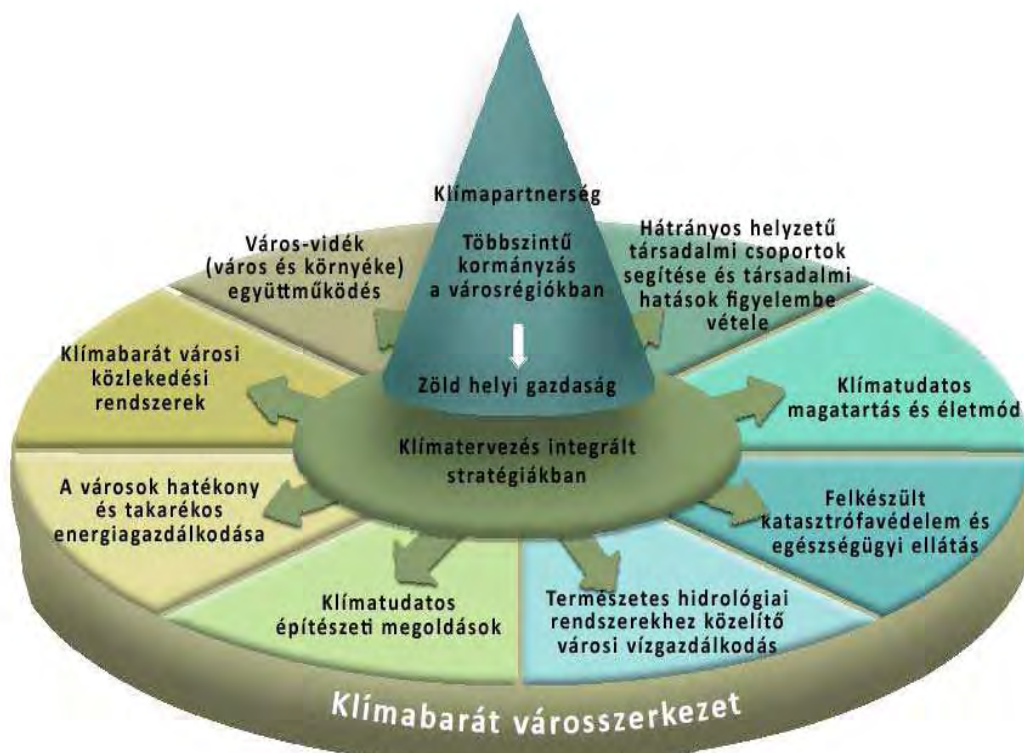 Klímapartnerség
Többszintű
kormányzás
a városrégiókban
Zöld helyi gazdaság
Klímatervezés integrált
stratégiákban
Város-vidék
(város és környéke)
együttműködés
Hátrányos helyzetű
társadalmi csoportok
segítése és társadalmi
hatások figyelembe
vétele
Klímabarát városi
közlekedési
rendszerek
Klímatudatos
magatartás és életmód
A városok hatékony
és takarékos
energiagazdálkodása
Felkészült
katasztrófavédelem és
egészségügyi ellátás
Klímatudatos
építészeti megoldások
Természetes hidrológiai
rendszerekhez közelítő
városi vízgazdálkodás
Klímabarát városszerkezet